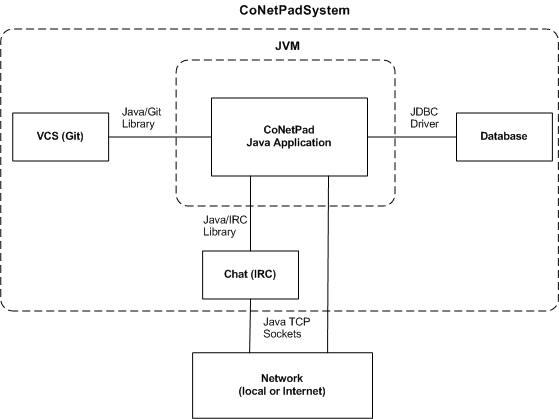 CoNetPadSystem
JVM
Java/Git
Library
JDBC
Driver
VCS (Git)
CoNetPad
Java Application
Database
Java/IRC
Library
Chat (IRC)
Java TCP
Sockets
Network
(local or Internet)